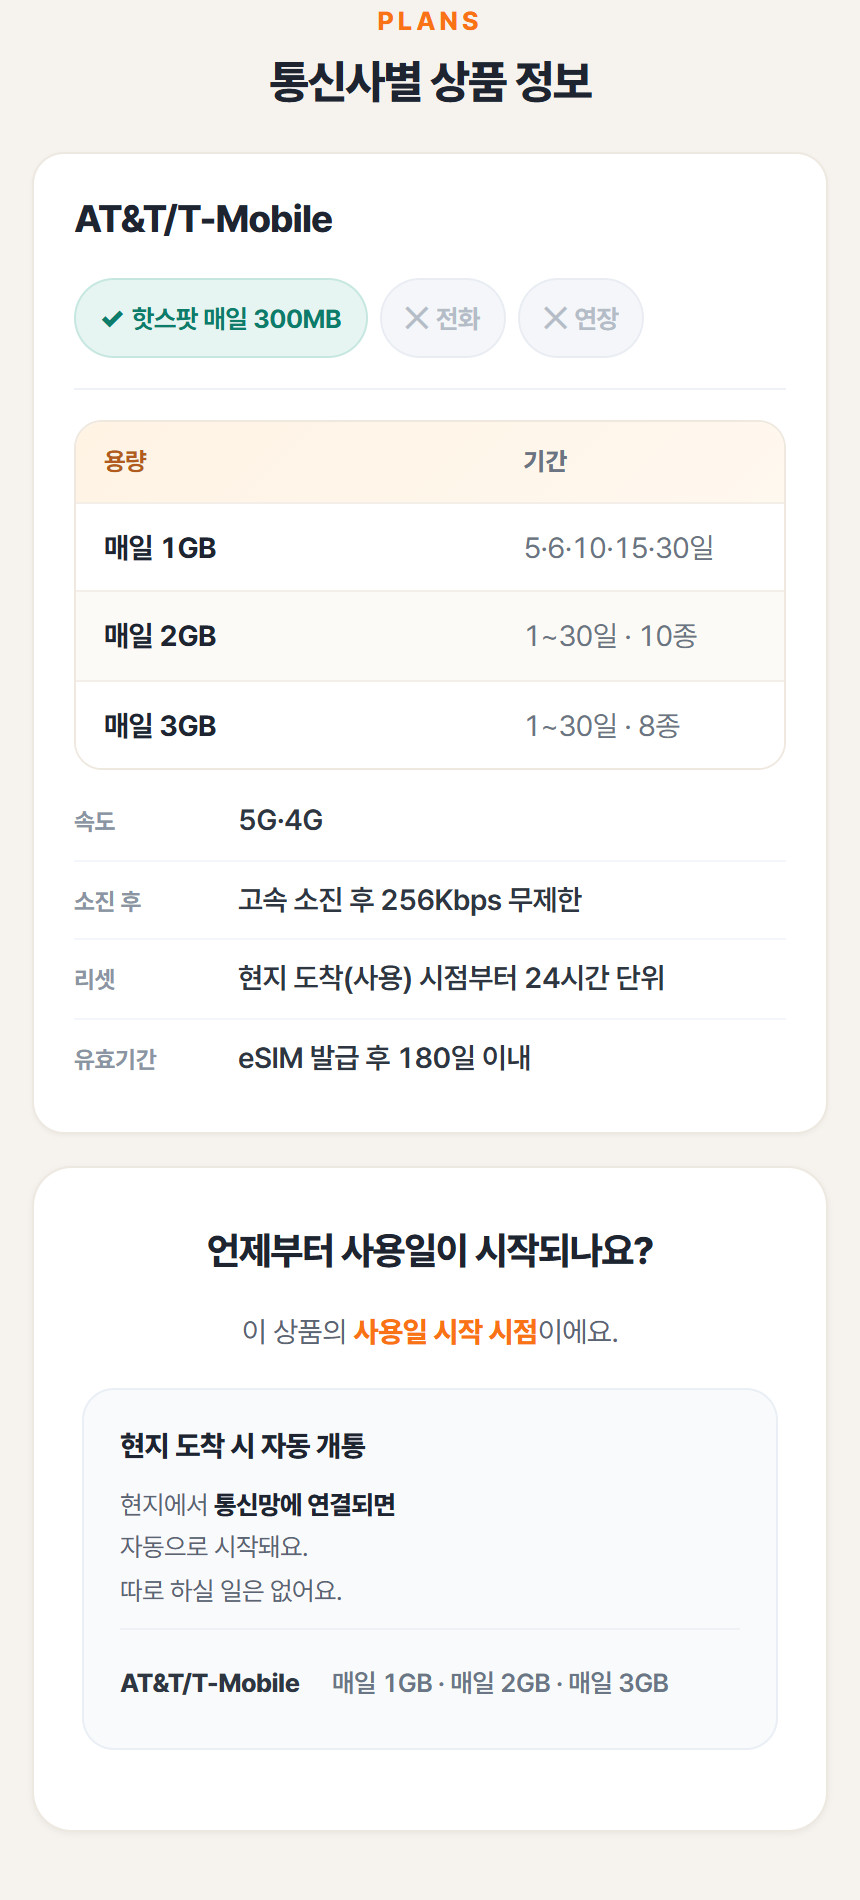 PLANS
통신사별 상품 정보
AT&T/T-Mobile
✓ 핫스팟 매일 300MB ✕ 전화 ✕ 연장
용량 기간
매일 1GB 5·6·10·15·30일
매일 2GB 1~30일 · 10종
매일 3GB 1~30일 · 8종
속도 5G·4G
소진 후 고속 소진 후 256Kbps 무제한
리셋 현지 도착(사용) 시점부터 24시간 단위
유효기간 eSIM 발급 후 180일 이내
언제부터 사용일이 시작되나요?
이 상품의 사용일 시작 시점이에요.
현지 도착 시 자동 개통
현지에서 통신망에 연결되면
자동으로 시작돼요.
따로 하실 일은 없어요.
AT&T/T-Mobile 매일 1GB · 매일 2GB · 매일 3GB